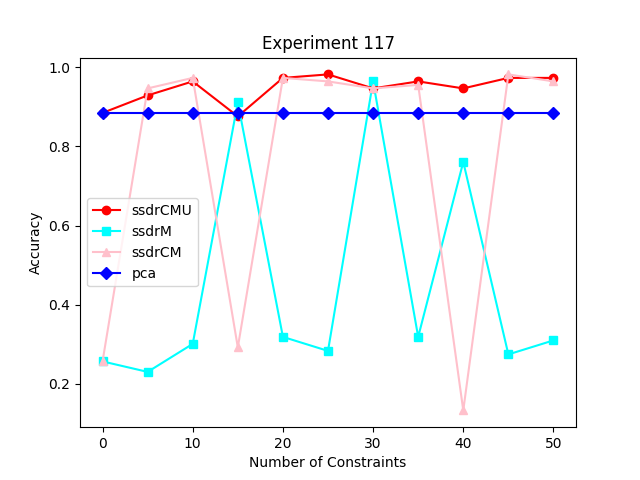 Experiment 117
1.0
0.8
0.6
0.4
0.2
Accuracy
ssdrCMU
ssdrM
ssdrCM
pca
0 10 20 30 40 50
Number of Constraints